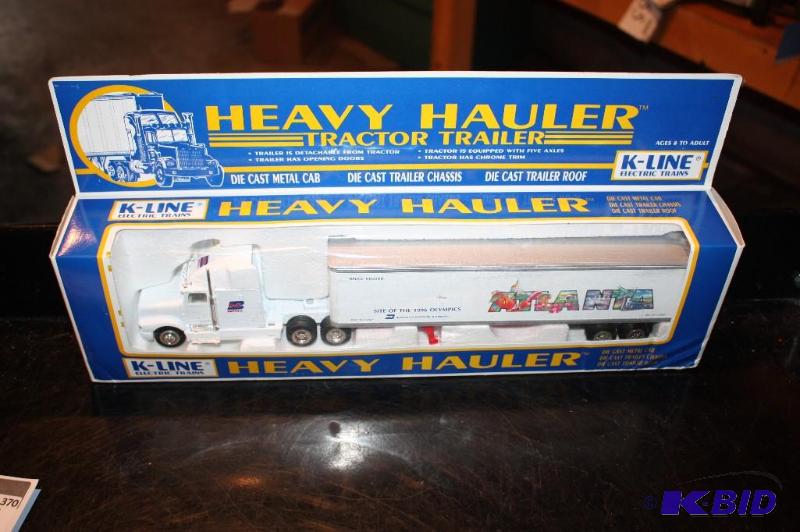 HEAVY HAULER™
TRACTOR TRAILER
• TRAILER IS DETACHABLE FROM TRACTOR • TRACTOR IS EQUIPPED WITH FIVE AXLES
• TRAILER HAS OPENING DOORS • TRACTOR HAS CHROME TRIM
AGES 8 TO ADULT
K-LINE®
ELECTRIC TRAINS
DIE CAST METAL CAB DIE CAST TRAILER CHASSIS DIE CAST TRAILER ROOF
K-LINE®
ELECTRIC TRAINS
HEAVY HAULER™
DIE CAST METAL CAB
DIE CAST TRAILER CHASSIS
DIE CAST TRAILER ROOF
ATLANTA
SITE OF THE 1996 OLYMPICS
K-LINE®
ELECTRIC TRAINS
HEAVY HAULER™
DIE CAST METAL CAB
DIE CAST TRAILER CHASSIS
DIE CAST TRAILER ROOF
370
© K-BID